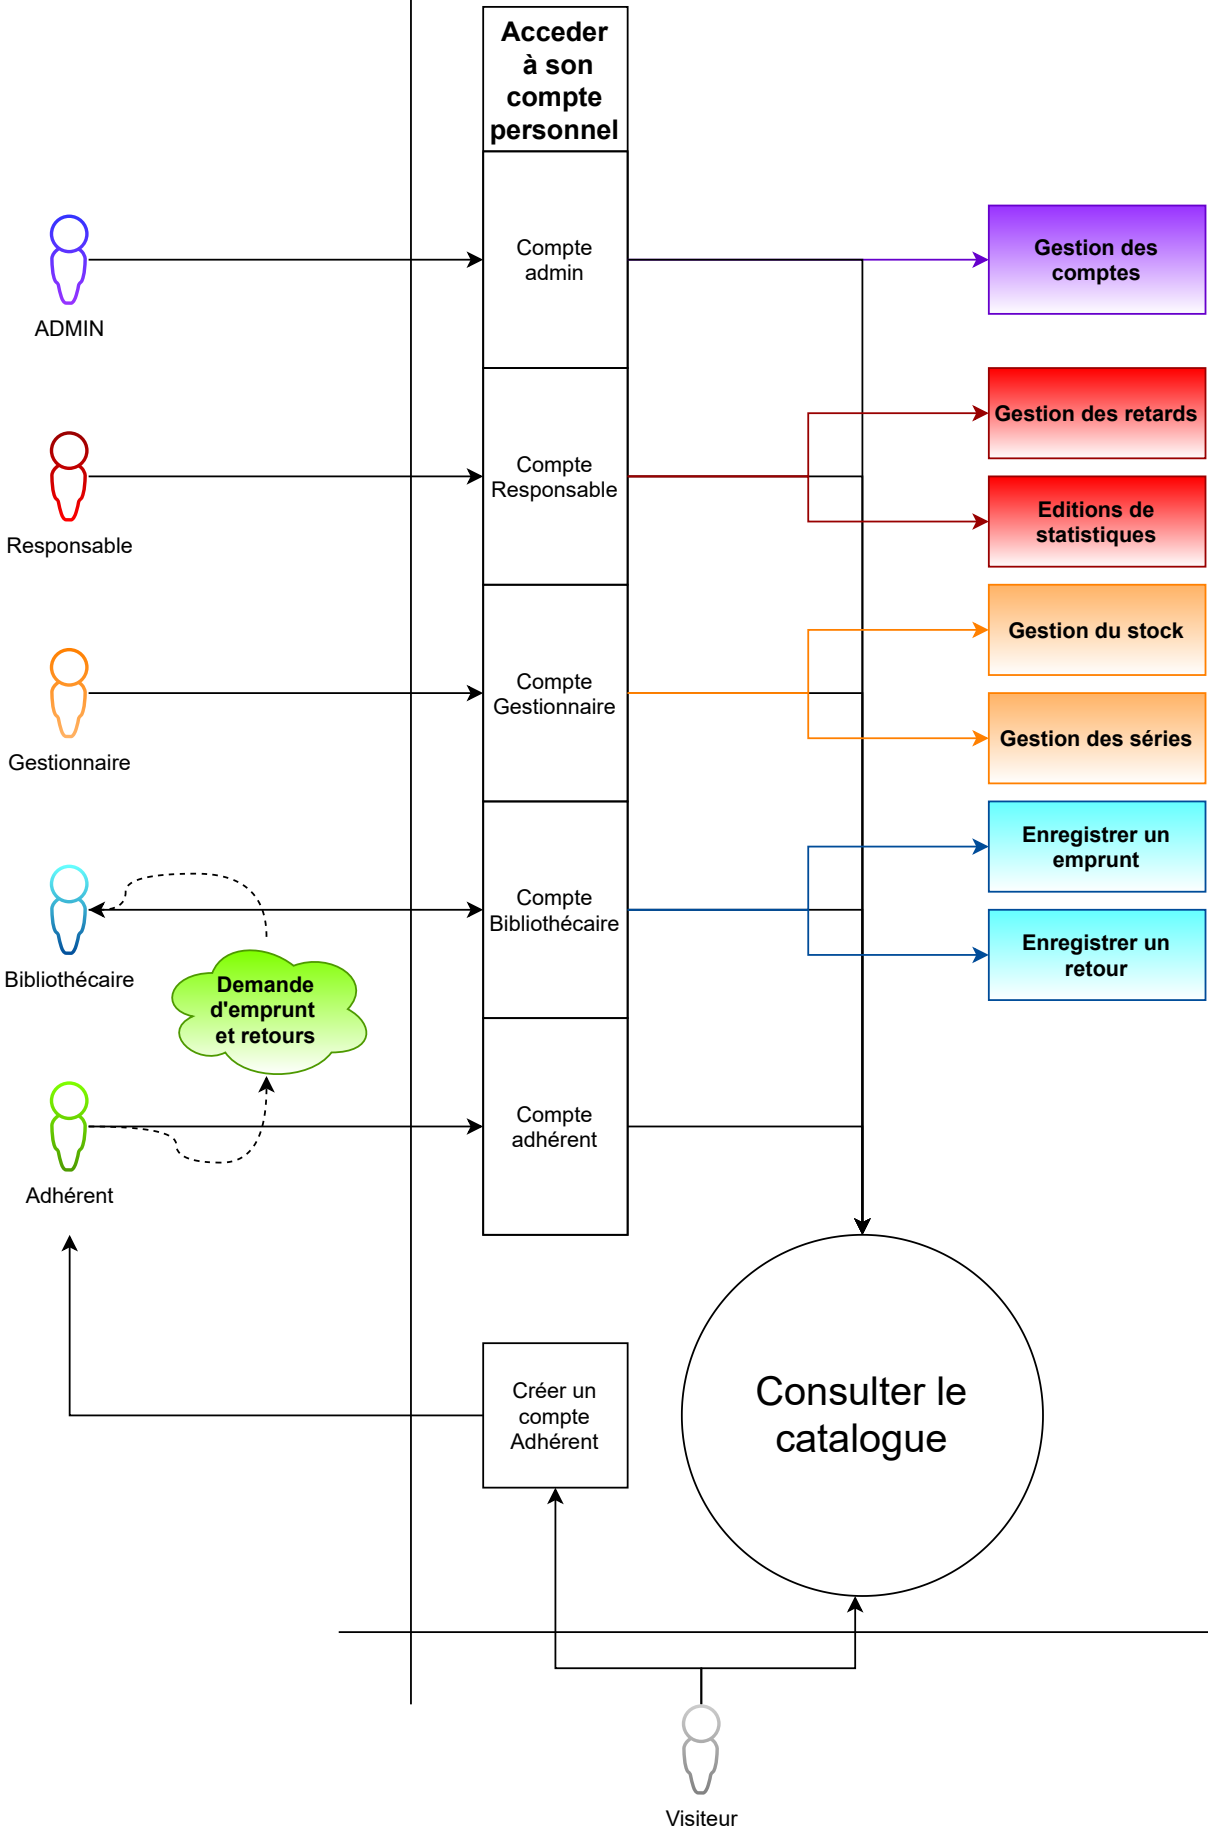 Acceder
à son
compte
personnel
Compte
admin
Gestion des
comptes
ADMIN
Gestion des retards
Compte
Responsable
Editions de
statistiques
Responsable
Gestion du stock
Compte
Gestionnaire
Gestion des séries
Gestionnaire
Enregistrer un
emprunt
Compte
Bibliothécaire
Enregistrer un
retour
Bibliothécaire
Demande
d'emprunt
et retours
Compte
adhérent
Adhérent
Créer un
compte
Adhérent
Consulter le
catalogue
Visiteur